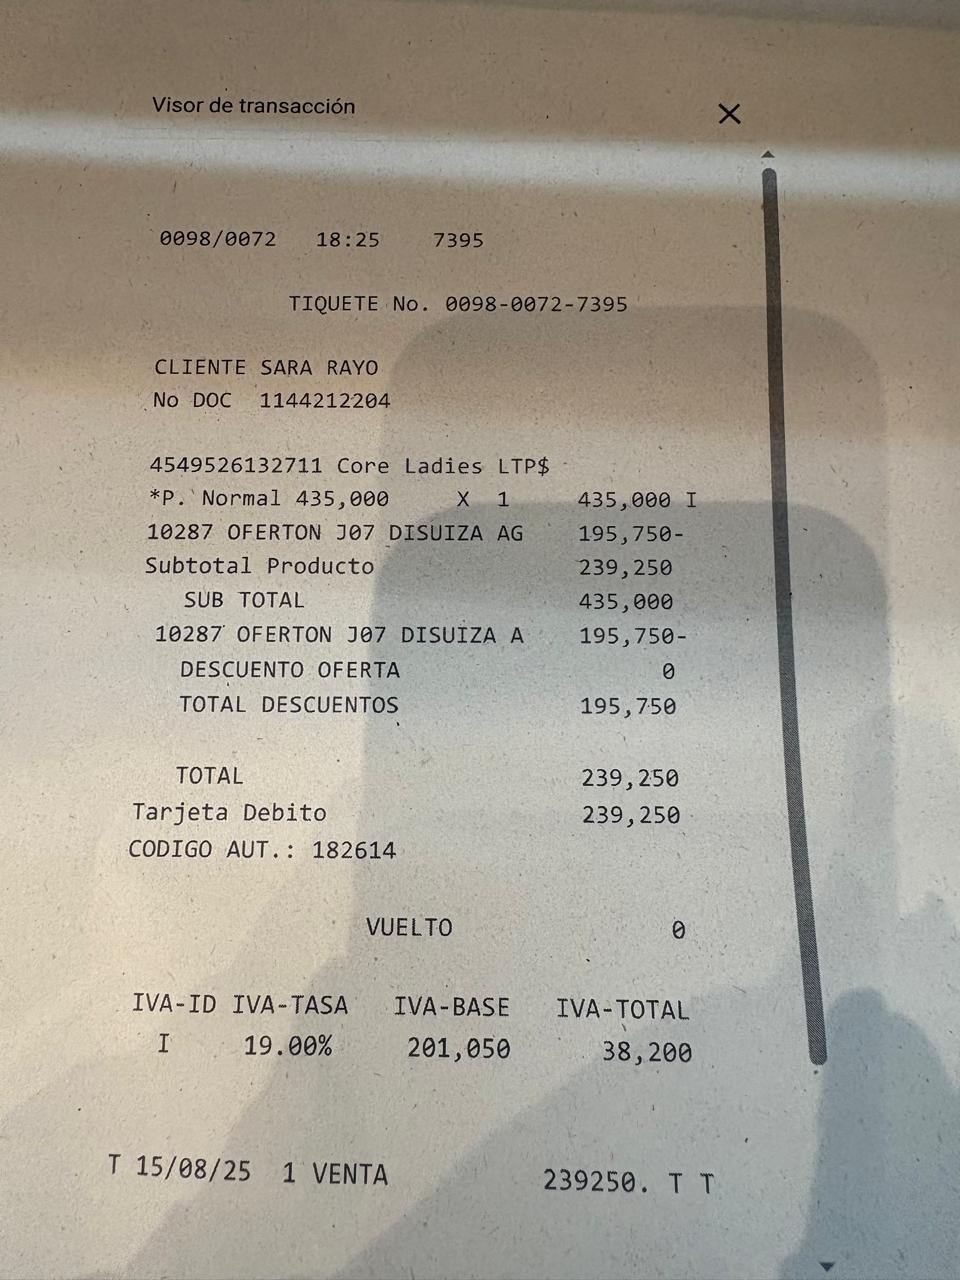 Visor de transacción
0098/0072 18:25 7395
TIQUETE No. 0098-0072-7395
CLIENTE SARA RAYO
No DOC 1144212204
4549526132711 Core Ladies LTP$
*P. Normal 435,000 X 1 435,000 I
10287 OFERTON J07 DISUIZA AG 195,750-
Subtotal Producto 239,250
SUB TOTAL 435,000
10287 OFERTON J07 DISUIZA A 195,750-
DESCUENTO OFERTA 0
TOTAL DESCUENTOS 195,750
TOTAL 239,250
Tarjeta Debito 239,250
CODIGO AUT.: 182614
VUELTO 0
IVA-ID IVA-TASA IVA-BASE IVA-TOTAL
I 19.00% 201,050 38,200
T 15/08/25 1 VENTA 239250. T T